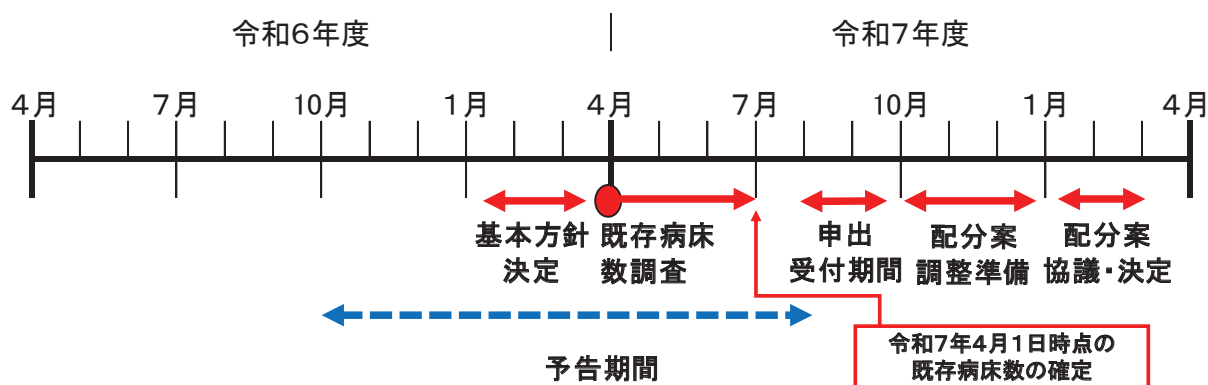 令和6年度
令和7年度
4月
7月
10月
1月
4月
7月
10月
1月
4月
基本方針
決定
既存病床
数調査
申出
受付期間
配分案
調整準備
配分案
協議・決定
予告期間
令和7年4月1日時点の
既存病床数の確定